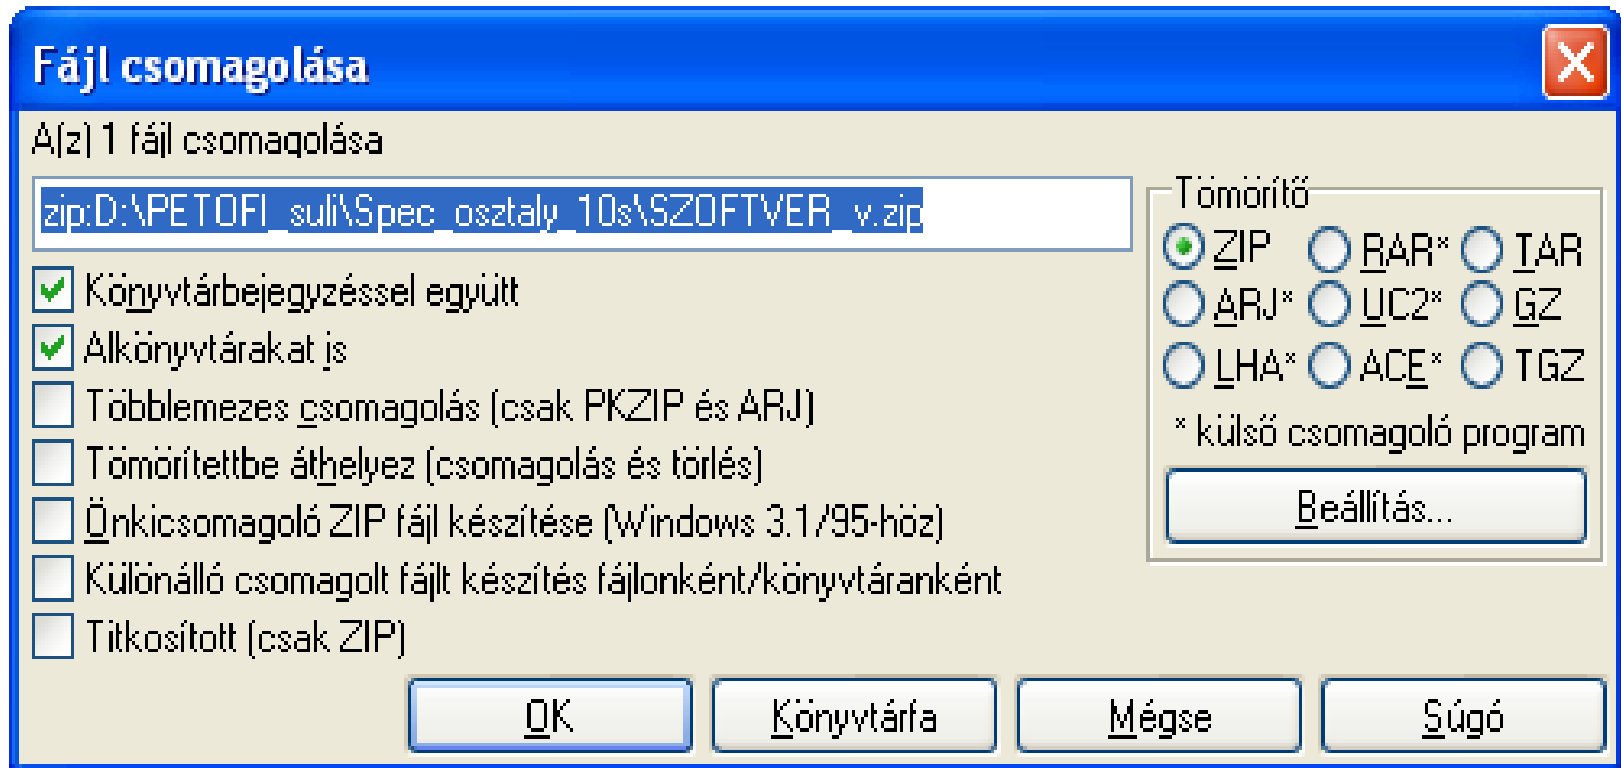 Fájl csomagolása
A(z) 1 fájl csomagolása
zip:D:\PETOFI_suli\Spec_osztaly_10s\SZOFTVER_v.zip
Könyvtárbejegyzéssel együtt
Alkönyvtárakat is
Többlemezes csomagolás (csak PKZIP és ARJ)
Tömörítettbe áthelyez (csomagolás és törlés)
Önkicsomagoló ZIP fájl készítése (Windows 3.1/95-höz)
Különálló csomagolt fájlt készítés fájlonként/könyvtáranként
Titkosított (csak ZIP)
Tömörítő
ZIP RAR* TAR
ARJ* UC2* GZ
LHA* ACE* TGZ
* külső csomagoló program
Beállítás...
OK Könyvtárfa Mégse Súgó